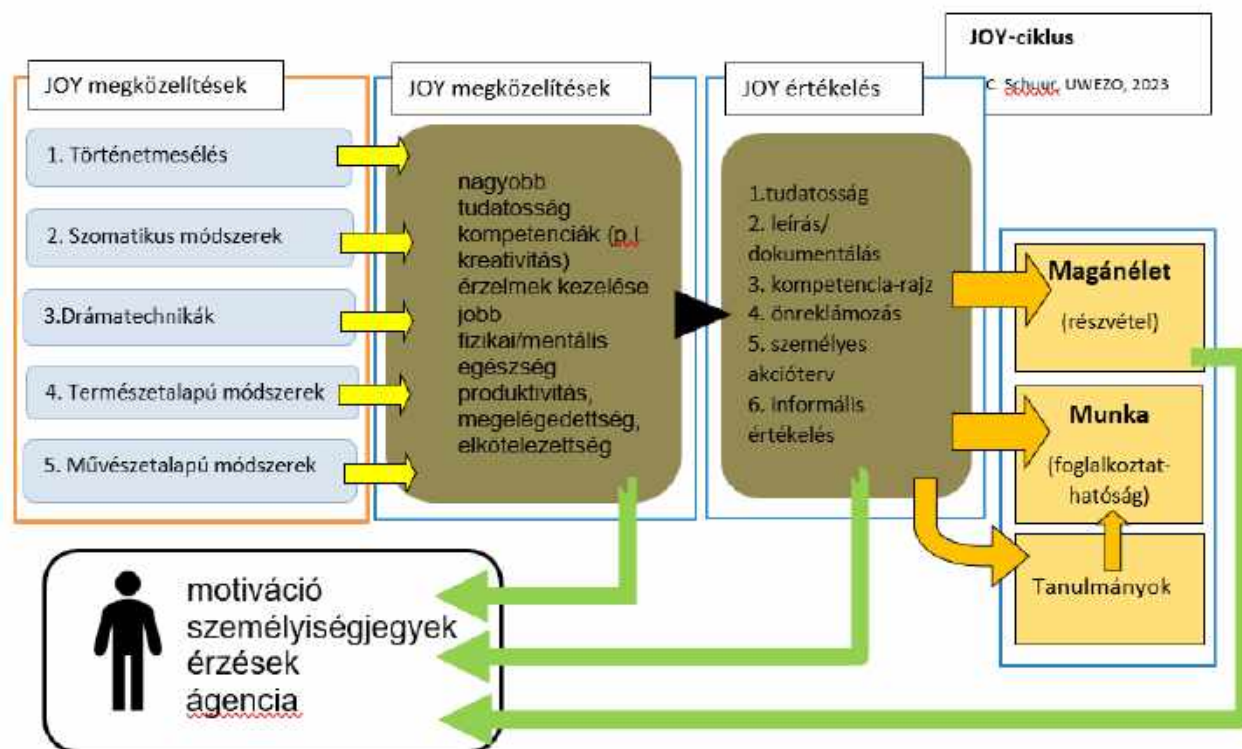 JOY-ciklus
C. Schuur, UWEZO, 2023
JOY megközelítések
1. Történetmesélés
2. Szomatikus módszerek
3.Drámatechnikák
4. Természetalapú módszerek
5. Művészetalapú módszerek
JOY megközelítések
nagyobb
tudatosság
kompetenciák (p.l.
kreativitás)
érzelmek kezelése
jobb
fizikai/mentális
egészség
produktivitás,
megelégedettség,
elkötelezettség
JOY értékelés
1.tudatosság
2. leírás/
dokumentálás
3. kompetencia-rajz
4. önreklámozás
5. személyes
akcióterv
6. informális
értékelés
Magánélet
(részvétel)
Munka
(foglalkoztat-
hatóság)
Tanulmányok
motiváció
személyiségjegyek
érzések
ágencia